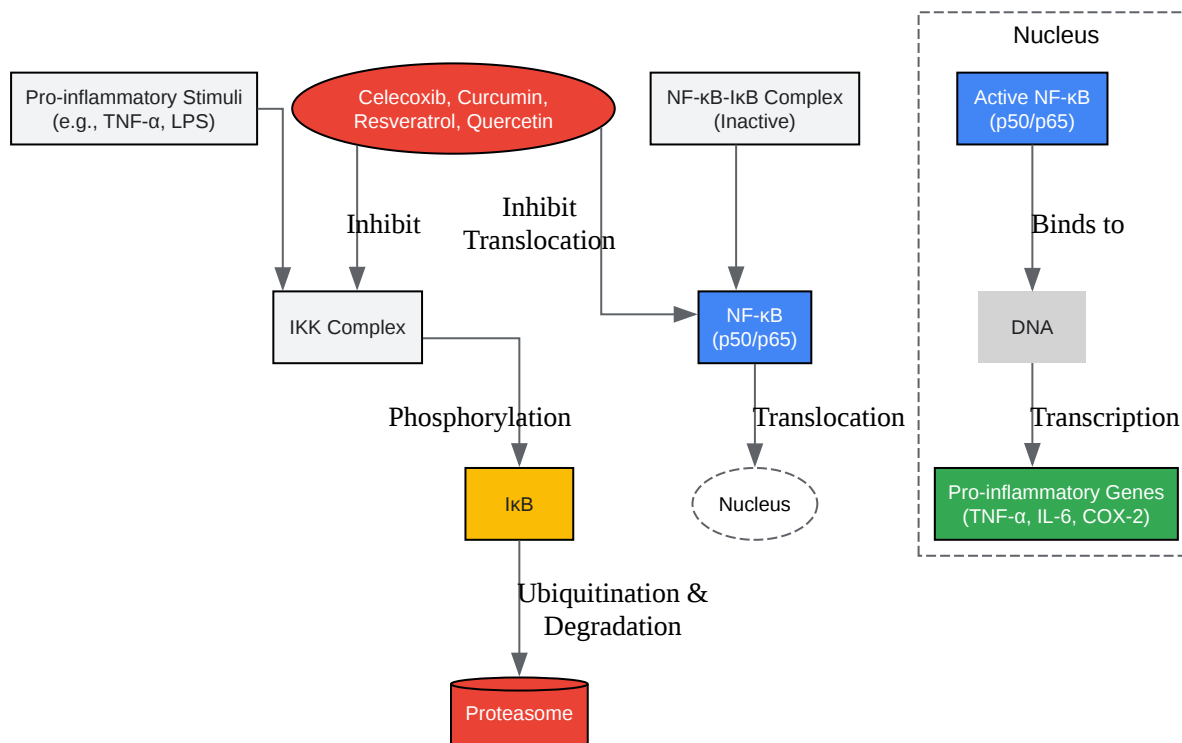 Nucleus
Pro-inflammatory Stimuli
(e.g., TNF-α, LPS)
Celecoxib, Curcumin,
Resveratrol, Quercetin
NF-κB-IκB Complex
(Inactive)
Active NF-κB
(p50/p65)
Inhibit
Inhibit
Translocation
Binds to
IKK Complex
NF-κB
(p50/p65)
DNA
Phosphorylation
Translocation
Transcription
IκB
Nucleus
Pro-inflammatory Genes
(TNF-α, IL-6, COX-2)
Ubiquitination &
Degradation
Proteasome